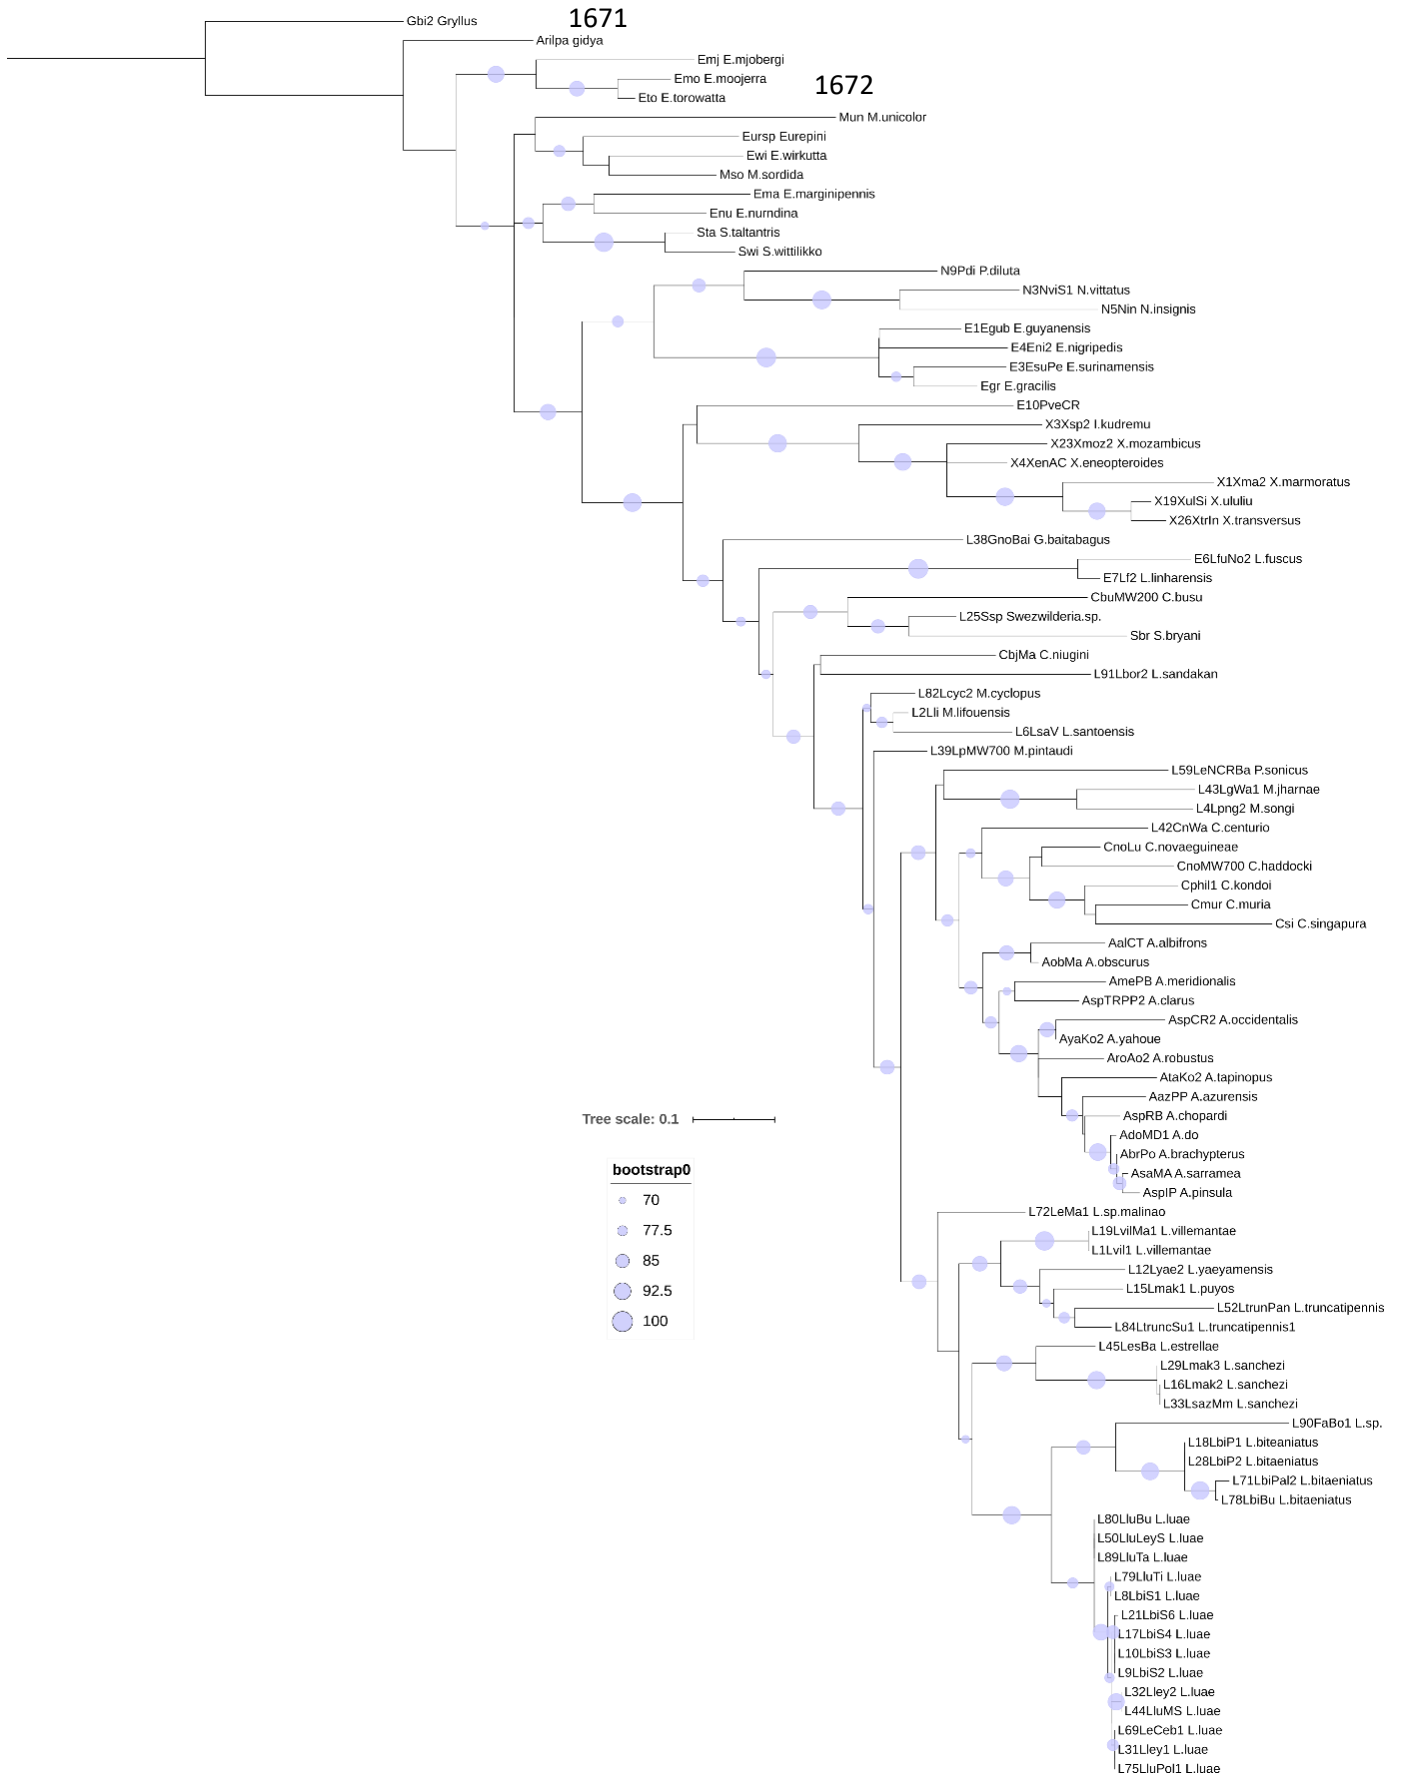 Gbi2 Gryllus
1671
Arilpa gidya
Emj E.mjobergi
Emo E.moojerra
1672
Eto E.torowatta
Mun M.unicolor
Eursp Eurepini
Ewi E.wirkutta
Mso M.sordida
Ema E.marginipennis
Enu E.nurndina
Sta S.taltantris
Swi S.wittilikko
N9Pdi P.diluta
N3NviS1 N.vittatus
N5Nin N.insignis
E1Egub E.guyanensis
E4Eni2 E.nigripedis
E3EsuPe E.surinamensis
Egr E.gracilis
E10PveCR
X3Xsp2 I.kudremu
X23Xmoz2 X.mozambicus
X4XenAC X.eneopteroides
X1Xma2 X.marmoratus
X19XulSi X.ululiu
X26XtrIn X.transversus
L38GnoBai G.baitabagus
E6LfuNo2 L.fuscus
E7Lf2 L.linharensis
CbuMW200 C.busu
L25Ssp Swezwilderia.sp.
Sbr S.bryani
CbjMa C.niugini
L91Lbor2 L.sandakan
L82Lcyc2 M.cyclopus
L2Lli M.lifouensis
L6LsaV L.santoensis
L39LpMW700 M.pintaudi
L59LeNCRBa P.sonicus
L43LgWa1 M.jharnae
L4Lpng2 M.songi
L42CnWa C.centurio
CnoLu C.novaeguineae
CnoMW700 C.haddocki
Cphil1 C.kondoi
Cmur C.muria
Csi C.singapura
AalCT A.albifrons
AobMa A.obscurus
AmePB A.meridionalis
AspTRPP2 A.clarus
AspCR2 A.occidentalis
AyaKo2 A.yahoue
AroAo2 A.robustus
AtaKo2 A.tapinopus
AazPP A.azurensis
AspRB A.chopardi
Tree scale: 0.1
AdoMD1 A.do
AbrPo A.brachypterus
bootstrap0
AsaMA A.sarramea
AspIP A.pinsula
70
L72LeMa1 L.sp.malinao
77.5
L19LvilMa1 L.villemantae
L1Lvil1 L.villemantae
85
L12Lyae2 L.yaeyamensis
L15Lmak1 L.puyos
92.5
L52LtrunPan L.truncatipennis
100
L84LtruncSu1 L.truncatipennis1
L45LesBa L.estrellae
L29Lmak3 L.sanchezi
L16Lmak2 L.sanchezi
L33LsazMm L.sanchezi
L90FaBo1 L.sp.
L18LbiP1 L.biteaniatus
L28LbiP2 L.bitaeniatus
L71LbiPal2 L.bitaeniatus
L78LbiBu L.bitaeniatus
L80LluBu L.luae
L50LluLeyS L.luae
L89LluTa L.luae
L79LluTi L.luae
L8LbiS1 L.luae
L21LbiS6 L.luae
L17LbiS4 L.luae
L10LbiS3 L.luae
L9LbiS2 L.luae
L32Lley2 L.luae
L44LluMS L.luae
L69LeCeb1 L.luae
L31Lley1 L.luae
L75LluPol1 L.luae